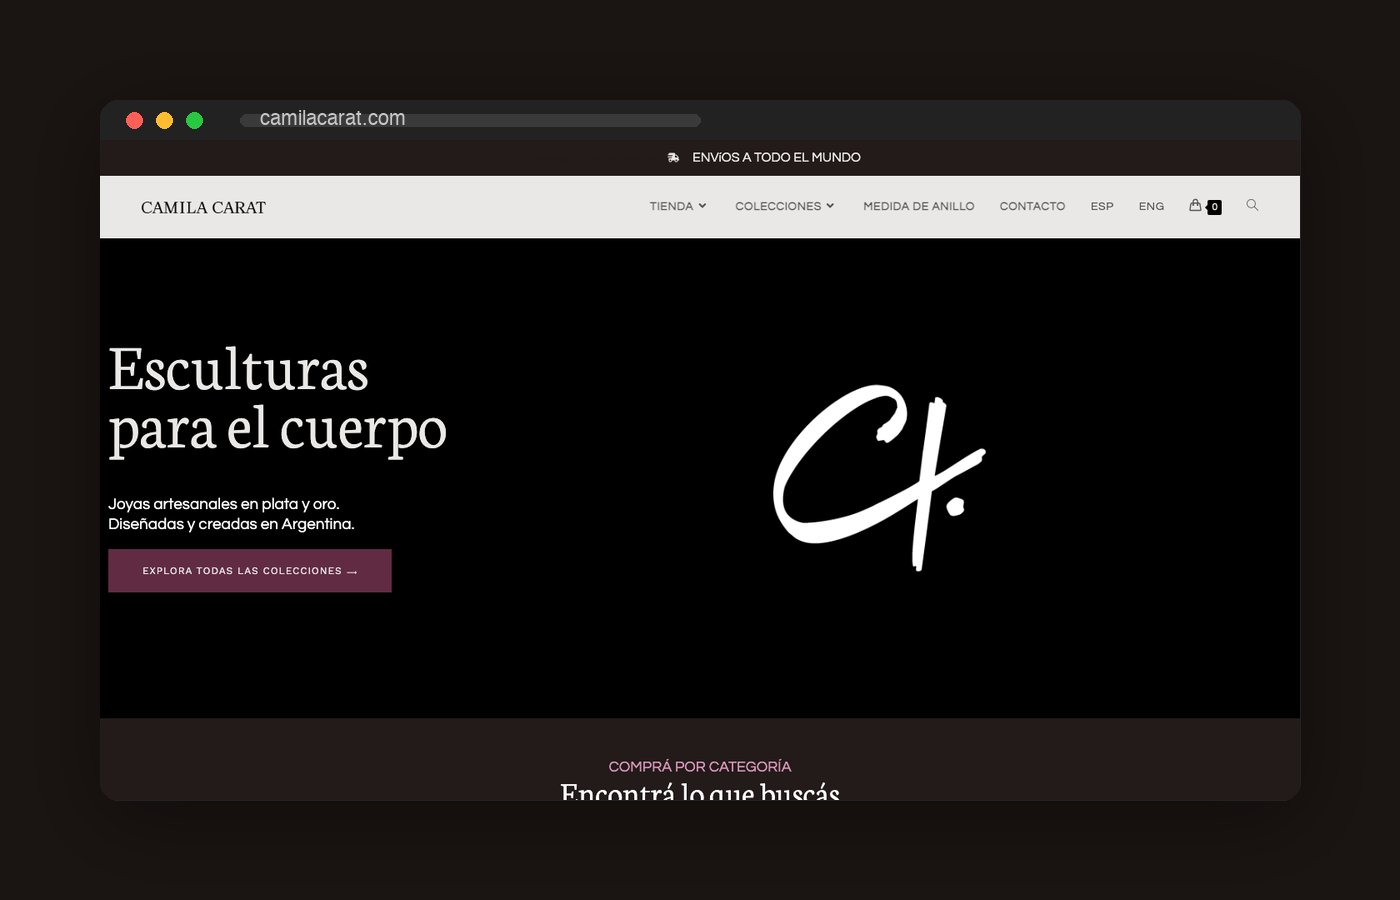 camilacarat.com
ENVíOS A TODO EL MUNDO
CAMILA CARAT
TIENDA COLECCIONES MEDIDA DE ANILLO CONTACTO ESP ENG 0
Esculturas
para el cuerpo
Joyas artesanales en plata y oro.
Diseñadas y creadas en Argentina.
EXPLORA TODAS LAS COLECCIONES →
COMPRÁ POR CATEGORÍA
Encontrá lo que buscás